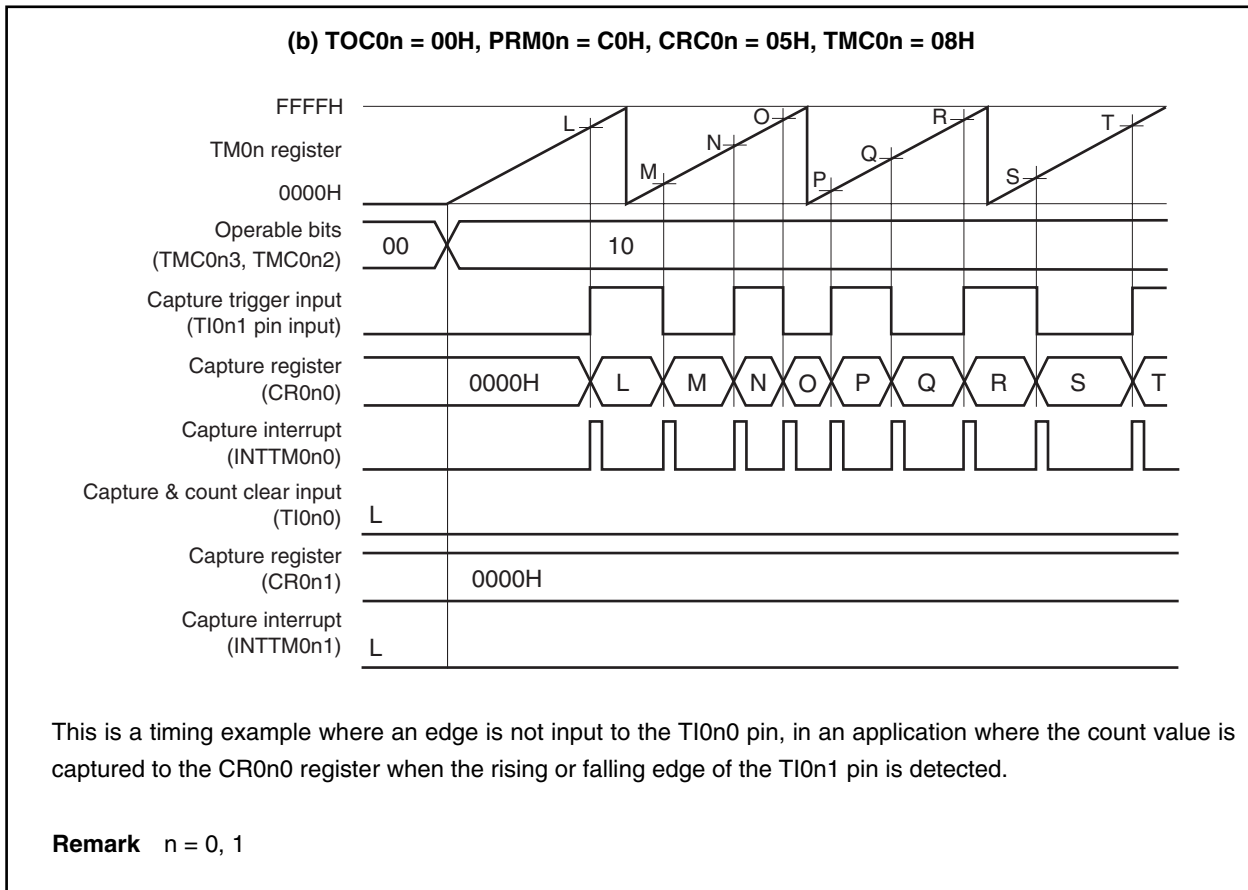 (b) TOC0n = 00H, PRM0n = C0H, CRC0n = 05H, TMC0n = 08H
FFFFH
TM0n register
0000H
L
M
N
O
P
Q
R
S
T
Operable bits
(TMC0n3, TMC0n2)
00
10
Capture trigger input
(TI0n1 pin input)
Capture register
(CR0n0)
0000H
L
M
N
O
P
Q
R
S
T
Capture interrupt
(INTTM0n0)
Capture & count clear input
(TI0n0)
L
Capture register
(CR0n1)
0000H
Capture interrupt
(INTTM0n1)
L
This is a timing example where an edge is not input to the TI0n0 pin, in an application where the count value is
captured to the CR0n0 register when the rising or falling edge of the TI0n1 pin is detected.
Remark n = 0, 1